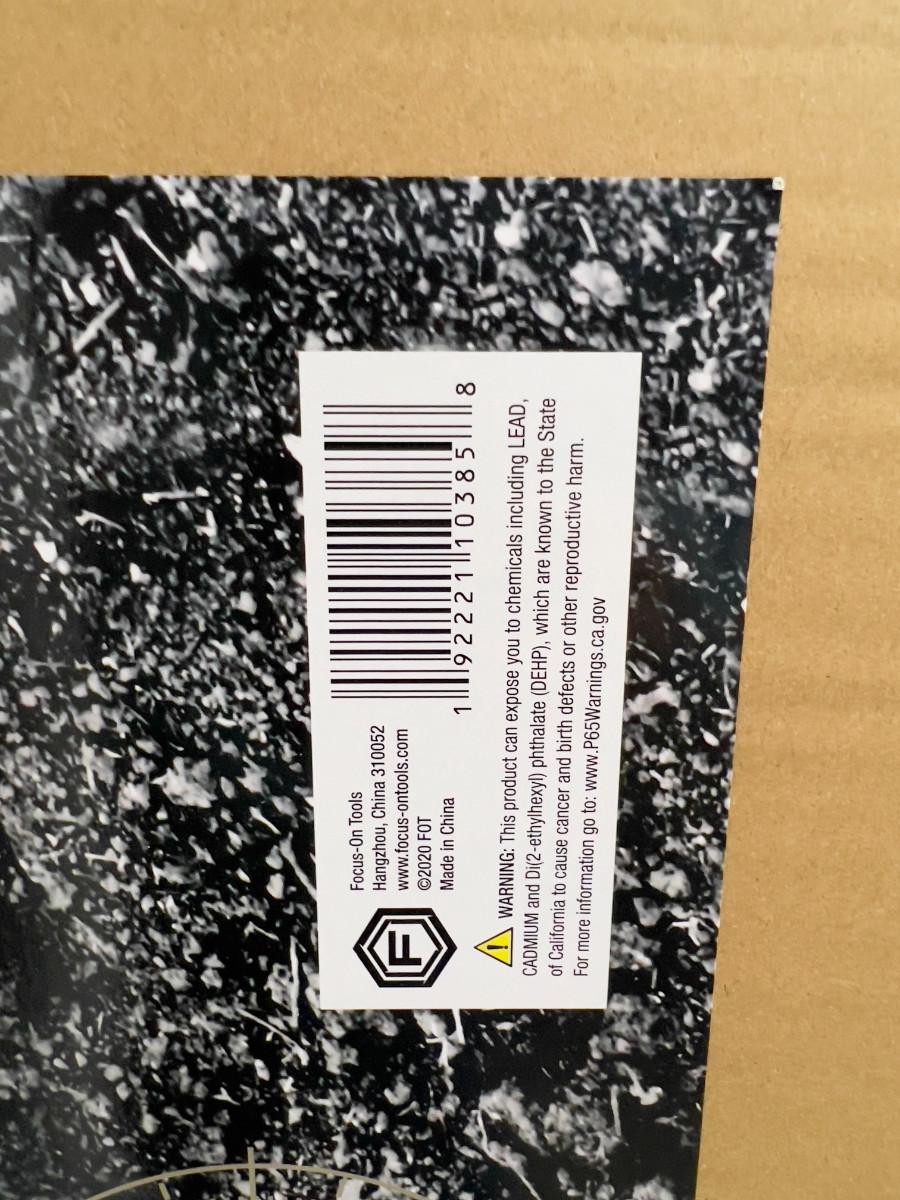 F
Focus-On Tools
Hangzhou, China 310052
www.focus-ontools.com
©2020 FOT
Made in China
1 92221 10385 8
WARNING: This product can expose you to chemicals including LEAD,
CADMIUM and Di(2-ethylhexyl) phthalate (DEHP), which are known to the State
of California to cause cancer and birth defects or other reproductive harm.
For more information go to: www.P65Warnings.ca.gov